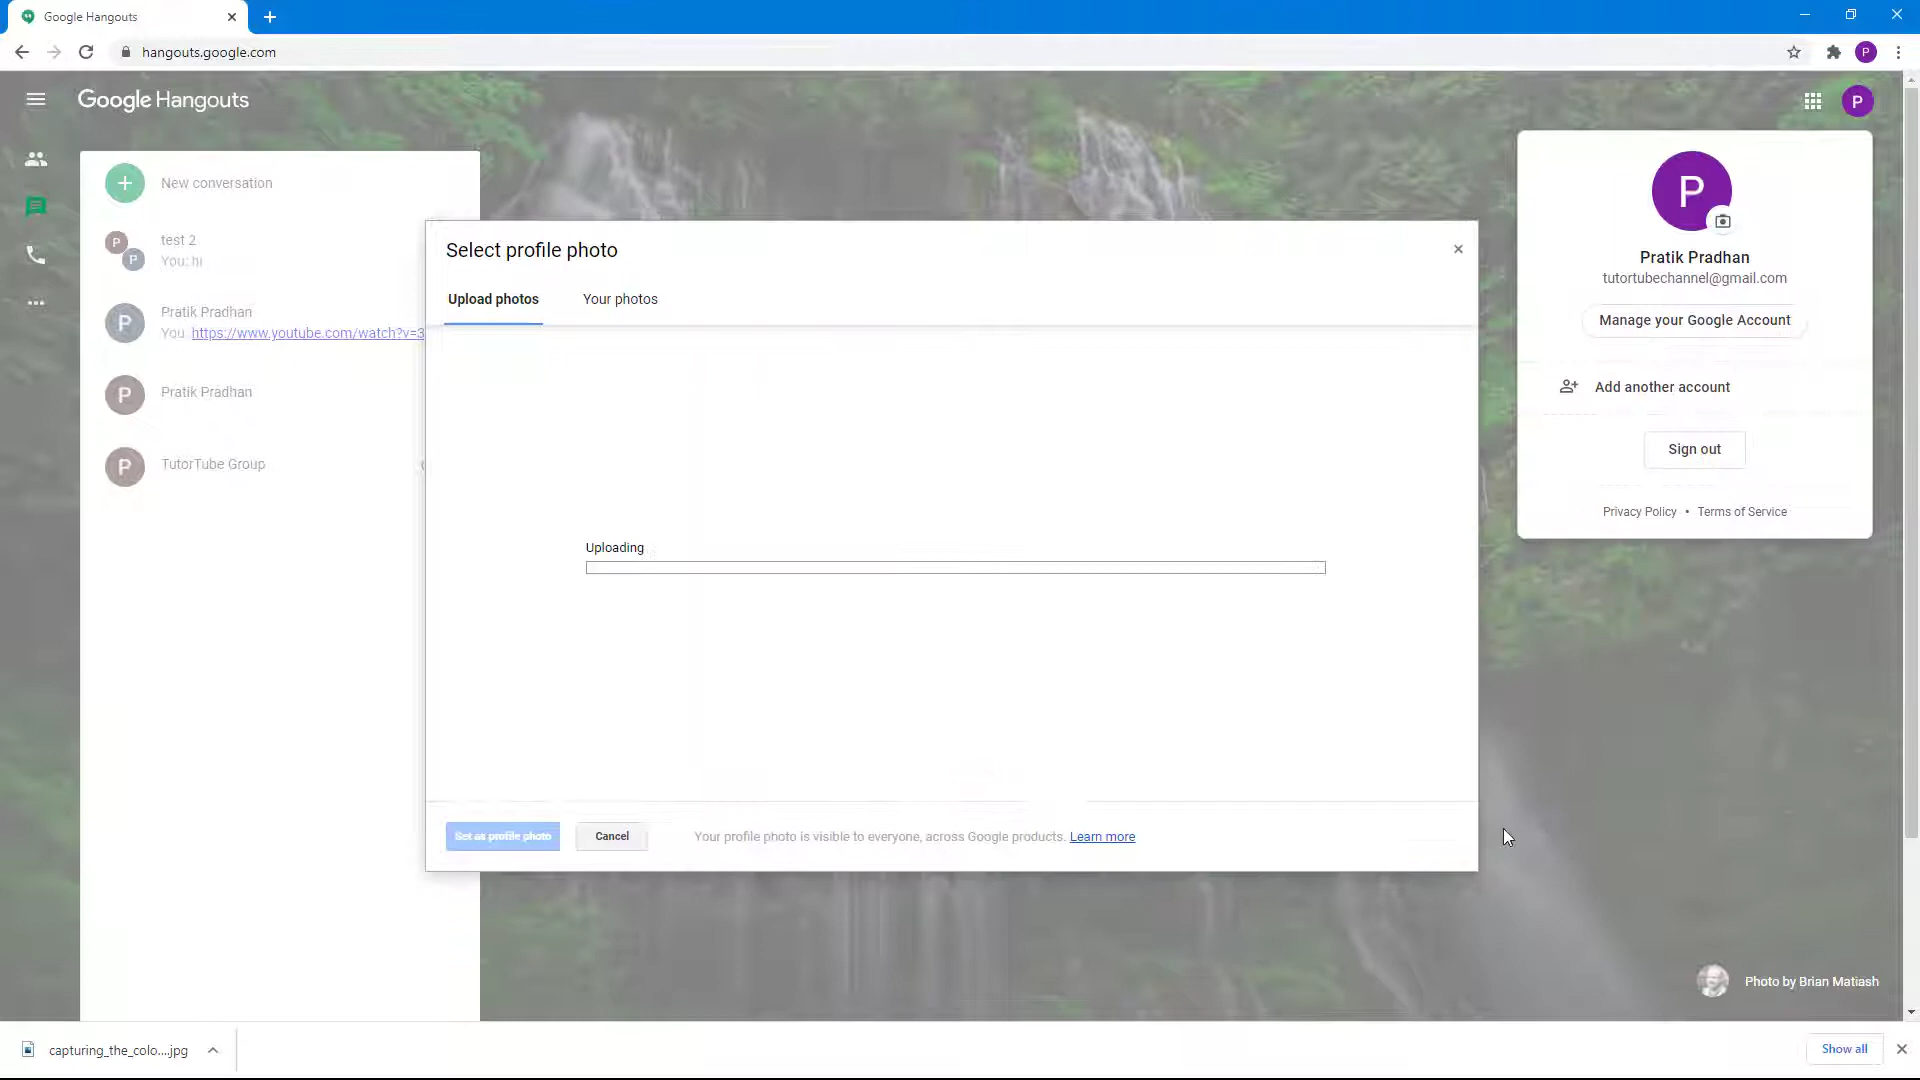 Google Hangouts
hangouts.google.com
P
Google Hangouts
P
New conversation
P
P
test 2
You: hi
P
Pratik Pradhan
You: https://www.youtube.com/watch?v=3
P
Pratik Pradhan
P
TutorTube Group
Select profile photo
Upload photos
Your photos
Uploading
Set as profile photo
Cancel
Your profile photo is visible to everyone, across Google products. Learn more
P
Pratik Pradhan
tutortubechannel@gmail.com
Manage your Google Account
Add another account
Sign out
Privacy Policy • Terms of Service
Photo by Brian Matiash
capturing_the_colo....jpg
Show all